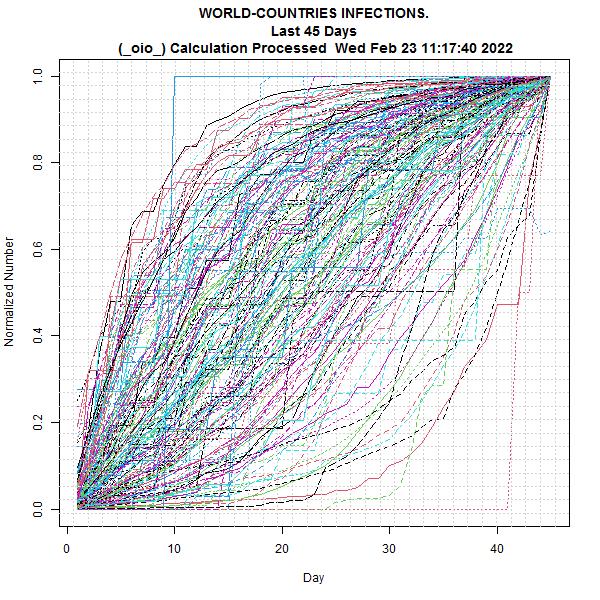 WORLD-COUNTRIES INFECTIONS.
Last 45 Days
(_oio_) Calculation Processed  Wed Feb 23 11:17:40 2022
Normalized Number
1.0
0.8
0.6
0.4
0.2
0.0
0 10 20 30 40
Day